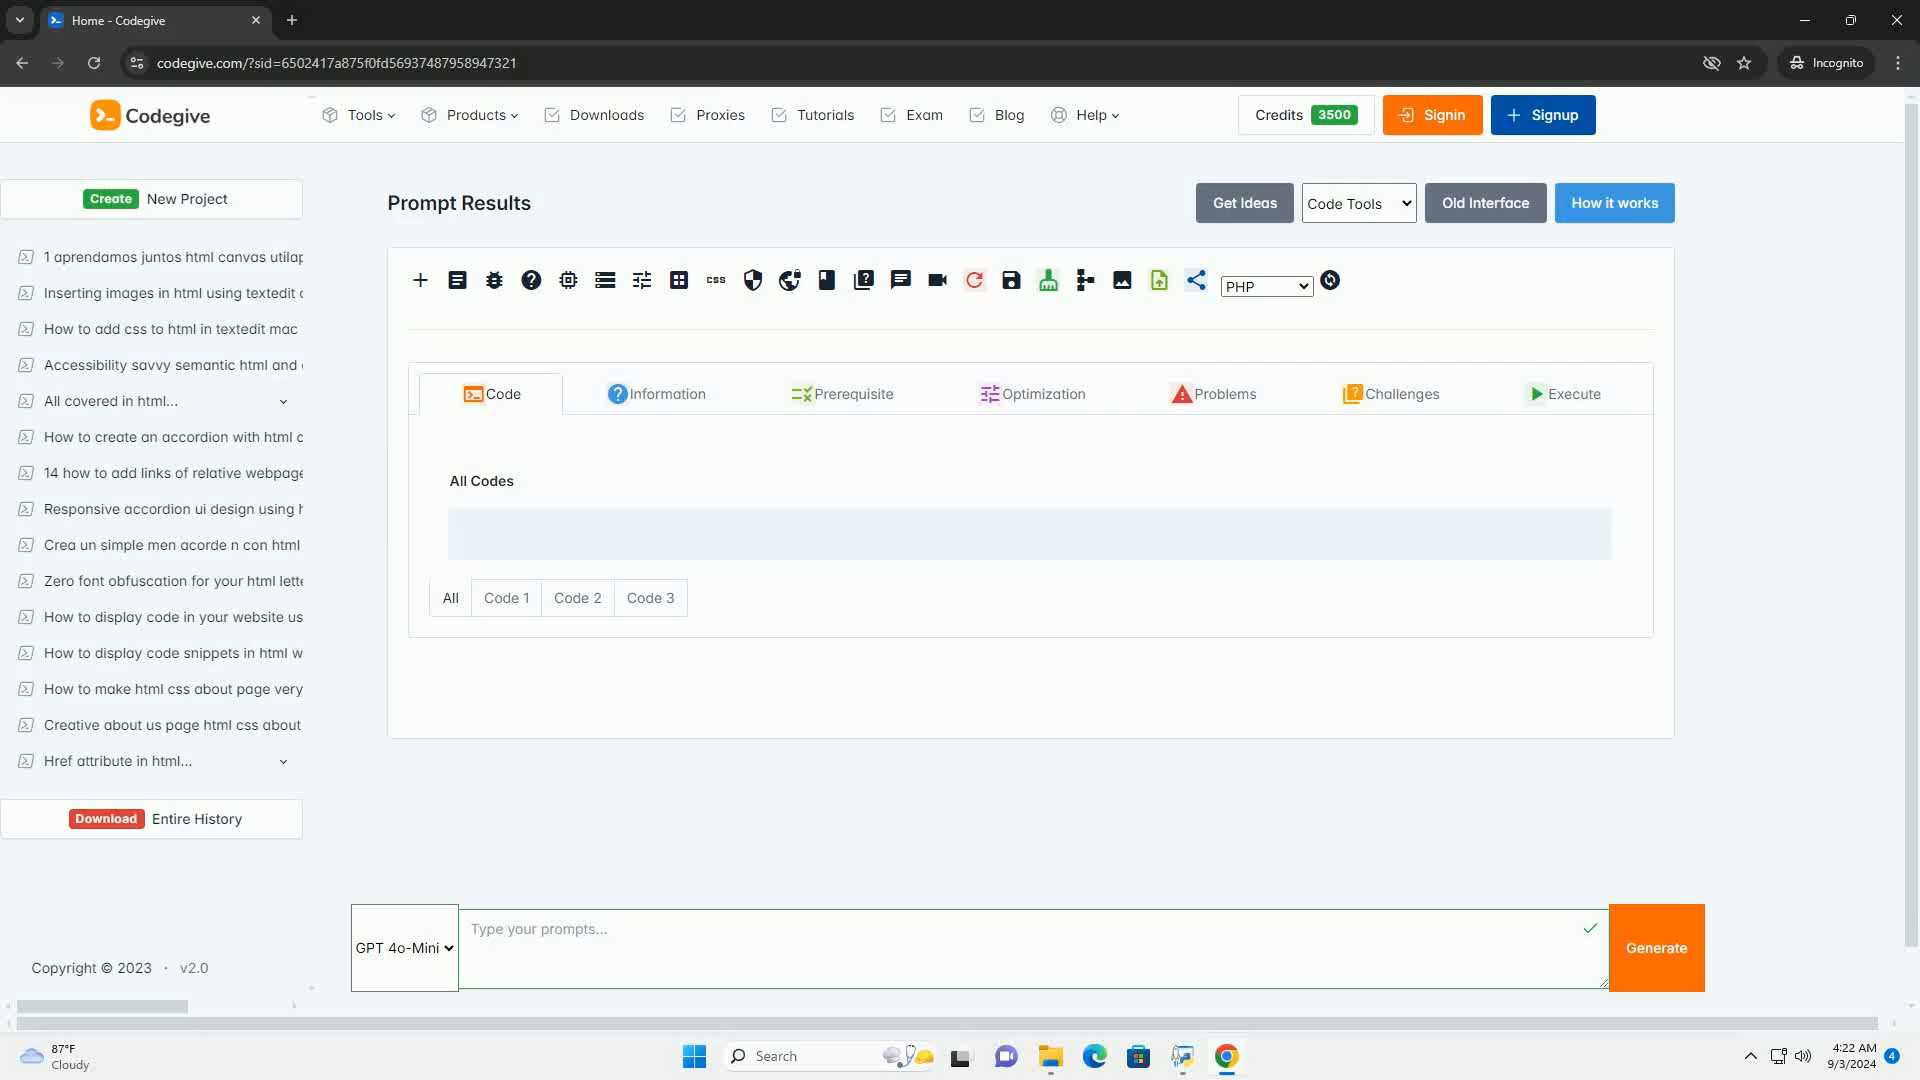 Home - Codegive
codegive.com/?sid=6502417a875f0fd56937487958947321
Incognito
Codegive
Tools
Products
Downloads
Proxies
Tutorials
Exam
Blog
Help
Credits 3500
Signin
Signup
Create New Project
1 aprendamos juntos html canvas utilap
Inserting images in html using textedit
How to add css to html in textedit mac
Accessibility savvy semantic html and
All covered in html...
How to create an accordion with html c
14 how to add links of relative webpage
Responsive accordion ui design using h
Crea un simple men acorde n con html
Zero font obfuscation for your html lette
How to display code in your website us
How to display code snippets in html w
How to make html css about page very
Creative about us page html css about
Href attribute in html...
Download Entire History
Copyright © 2023 · v2.0
Prompt Results
Get Ideas
Code Tools
Old Interface
How it works
css
PHP
Code
Information
Prerequisite
Optimization
Problems
Challenges
Execute
All Codes
All
Code 1
Code 2
Code 3
GPT 4o-Mini
Type your prompts...
Generate
87°F
Cloudy
Search
4:22 AM
9/3/2024
4